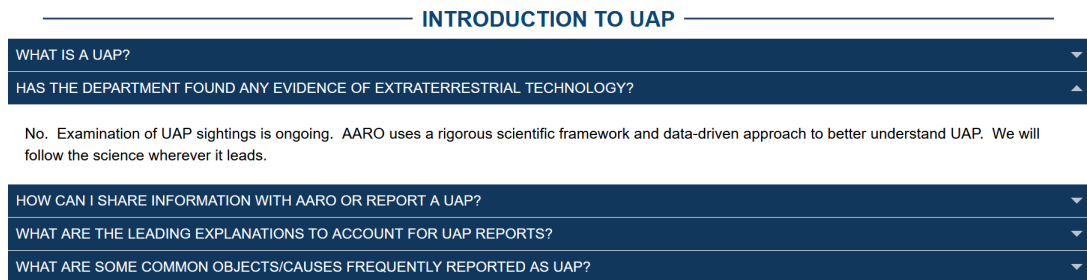 INTRODUCTION TO UAP
WHAT IS A UAP?
HAS THE DEPARTMENT FOUND ANY EVIDENCE OF EXTRATERRESTRIAL TECHNOLOGY?
No.  Examination of UAP sightings is ongoing.  AARO uses a rigorous scientific framework and data-driven approach to better understand UAP.  We will
follow the science wherever it leads.
HOW CAN I SHARE INFORMATION WITH AARO OR REPORT A UAP?
WHAT ARE THE LEADING EXPLANATIONS TO ACCOUNT FOR UAP REPORTS?
WHAT ARE SOME COMMON OBJECTS/CAUSES FREQUENTLY REPORTED AS UAP?